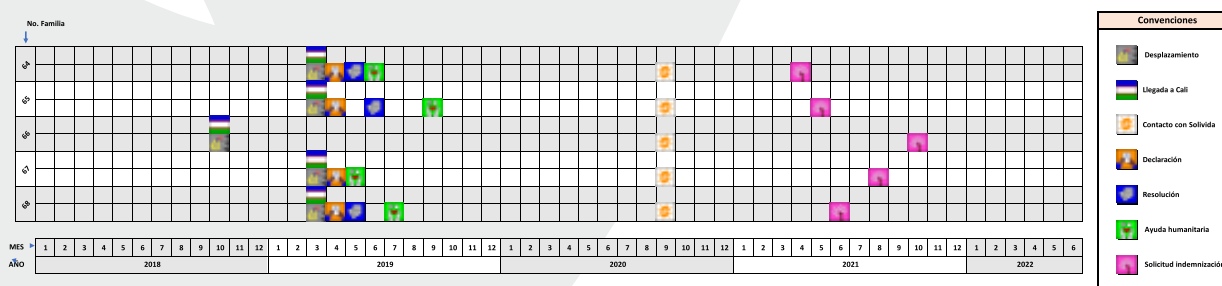 No. Familia
64
65
66
67
68
MES 1 2 3 4 5 6 7 8 9 10 11 12 1 2 3 4 5 6 7 8 9 10 11 12 1 2 3 4 5 6 7 8 9 10 11 12 1 2 3 4 5 6 7 8 9 10 11 12 1 2 3 4 5 6
AÑO 2018 2019 2020 2021 2022
Convenciones
Desplazamiento
Llegada a Cali
Contacto con Solivida
Declaración
Resolución
Ayuda humanitaria
Solicitud indemnización